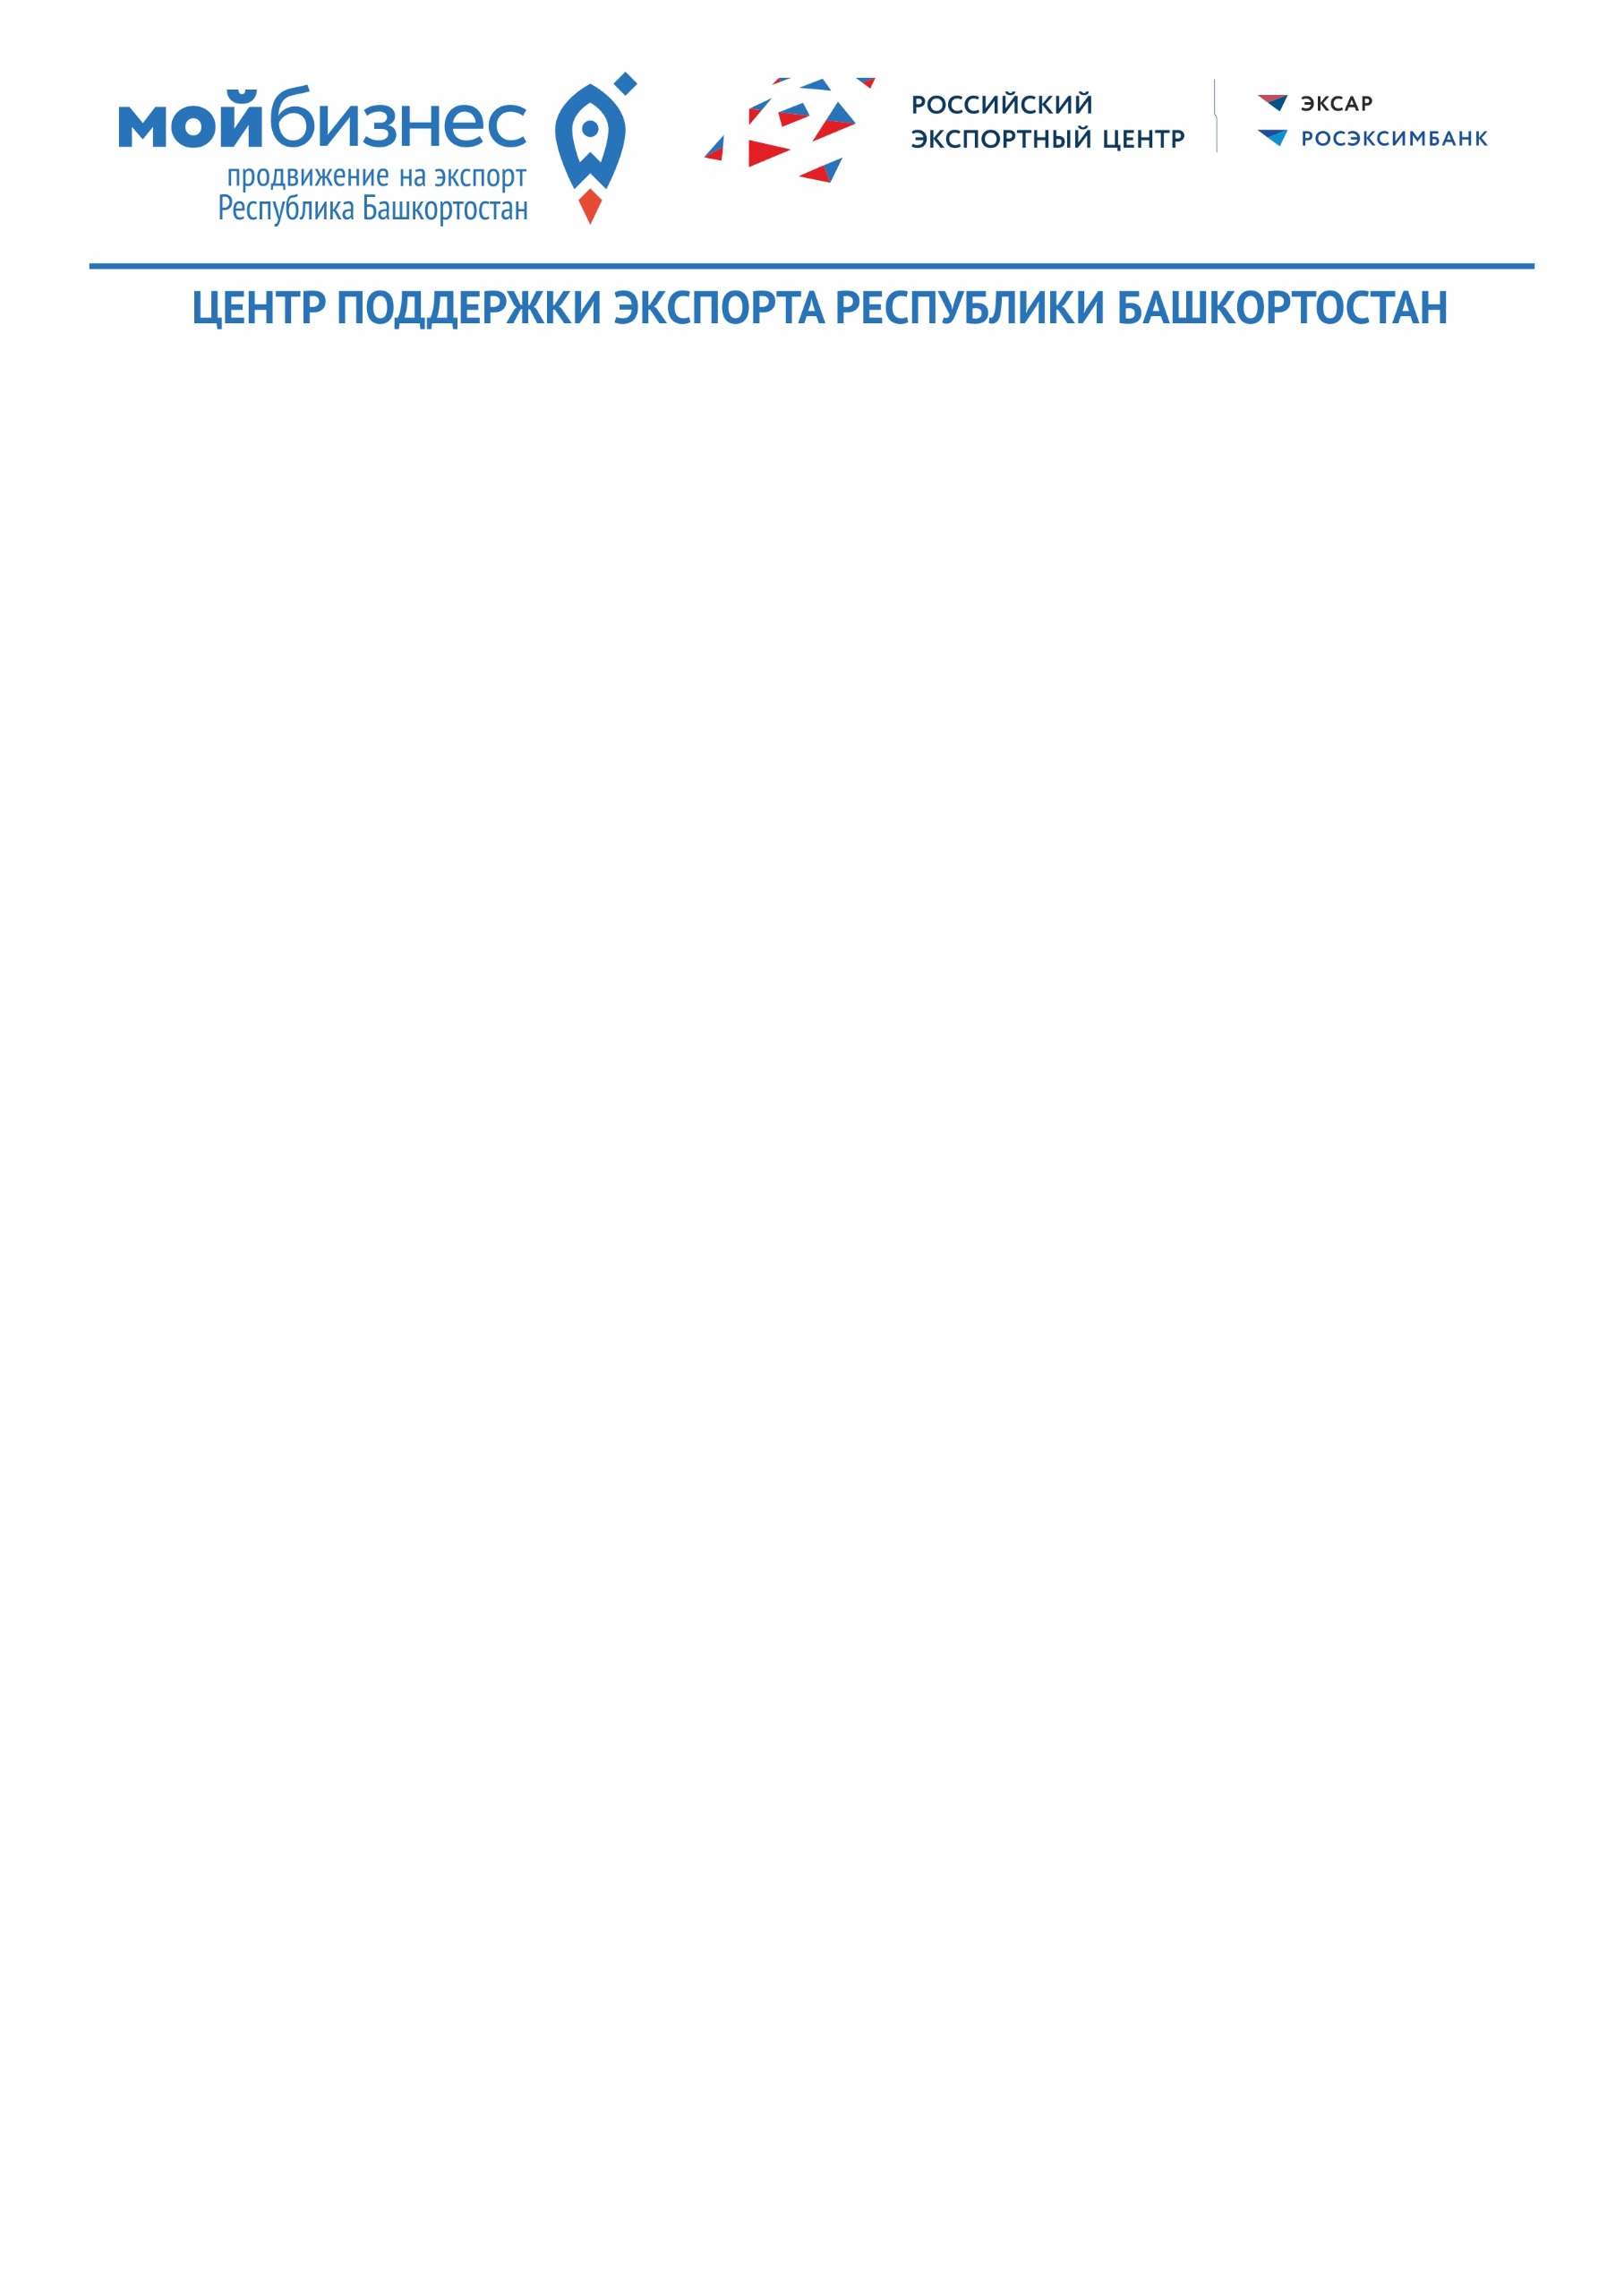 мойбизнес
продвижение на экспорт
Республика Башкортостан
РОССИЙСКИЙ
ЭКСПОРТНЫЙ ЦЕНТР
ЭКСАР
РОСЭКСИМБАНК
ЦЕНТР ПОДДЕРЖКИ ЭКСПОРТА РЕСПУБЛИКИ БАШКОРТОСТАН